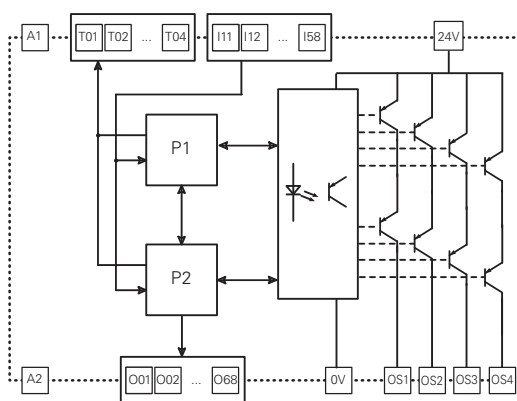 A1 T01 T02 ... T04 I11 I12 ... I58 24V
P1
P2
A2 O01 O02 ... O68 0V OS1 OS2 OS3 OS4